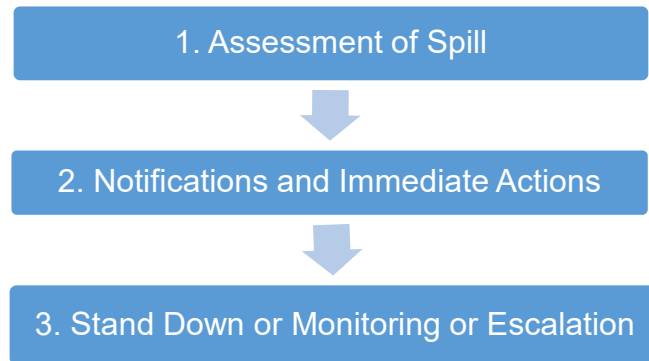 1. Assessment of Spill
2. Notifications and Immediate Actions
3. Stand Down or Monitoring or Escalation